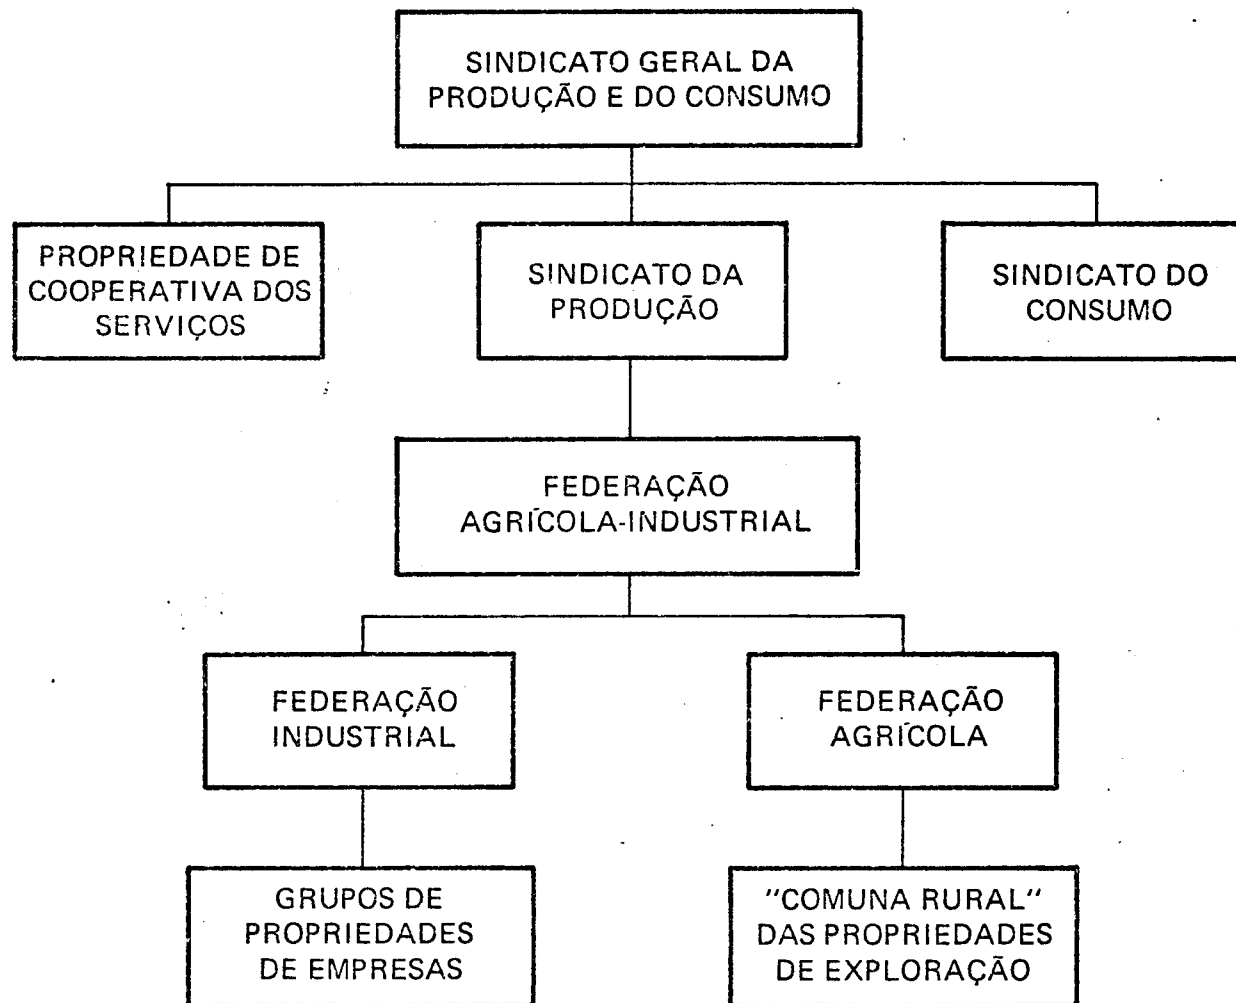 SINDICATO GERAL DA
PRODUÇÃO E DO CONSUMO
PROPRIEDADE DE
COOPERATIVA DOS
SERVIÇOS
SINDICATO DA
PRODUÇÃO
SINDICATO DO
CONSUMO
FEDERAÇÃO
AGRÍCOLA-INDUSTRIAL
FEDERAÇÃO
INDUSTRIAL
FEDERAÇÃO
AGRÍCOLA
GRUPOS DE
PROPRIEDADES
DE EMPRESAS
"COMUNA RURAL"
DAS PROPRIEDADES
DE EXPLORAÇÃO